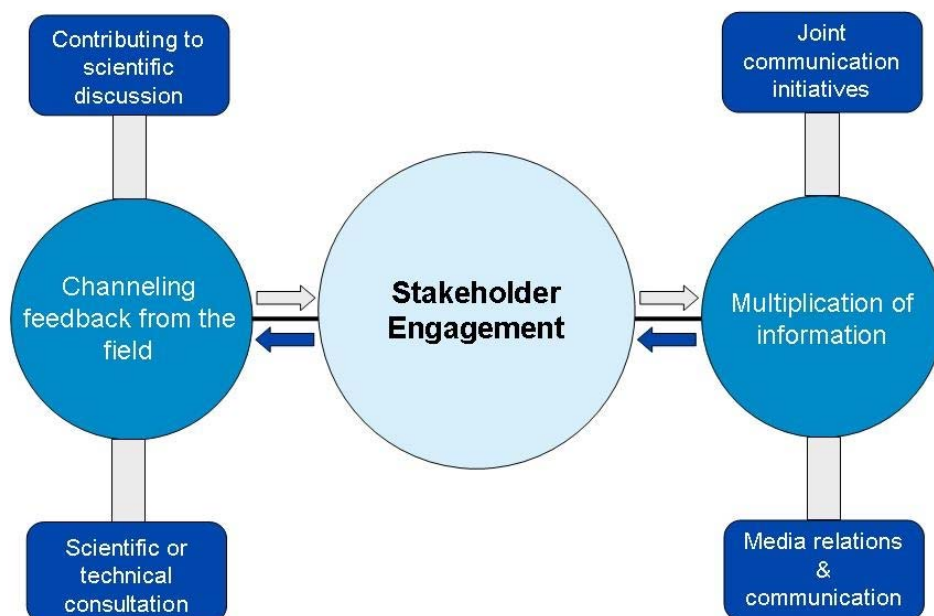 Contributing to
scientific
discussion
Joint
communication
initiatives
Channeling
feedback from the
field
Stakeholder
Engagement
Multiplication of
information
Scientific or
technical
consultation
Media relations
&
communication